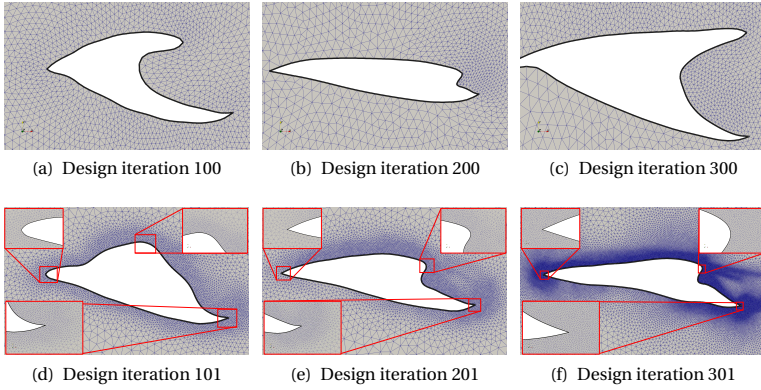 (a) Design iteration 100
(b) Design iteration 200
(c) Design iteration 300
(d) Design iteration 101
(e) Design iteration 201
(f) Design iteration 301